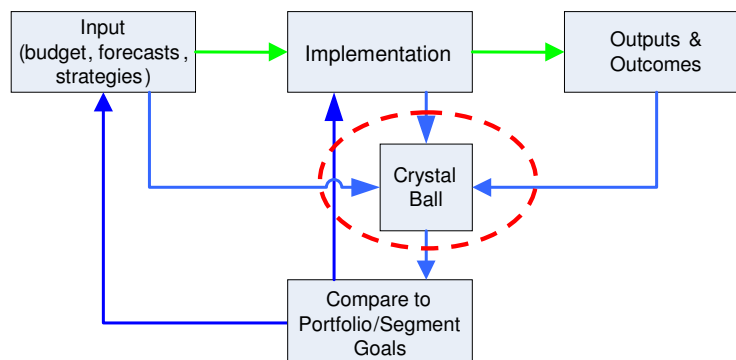 Input
(budget, forecasts,
strategies)
Implementation
Outputs &
Outcomes
Crystal
Ball
Compare to
Portfolio/Segment
Goals